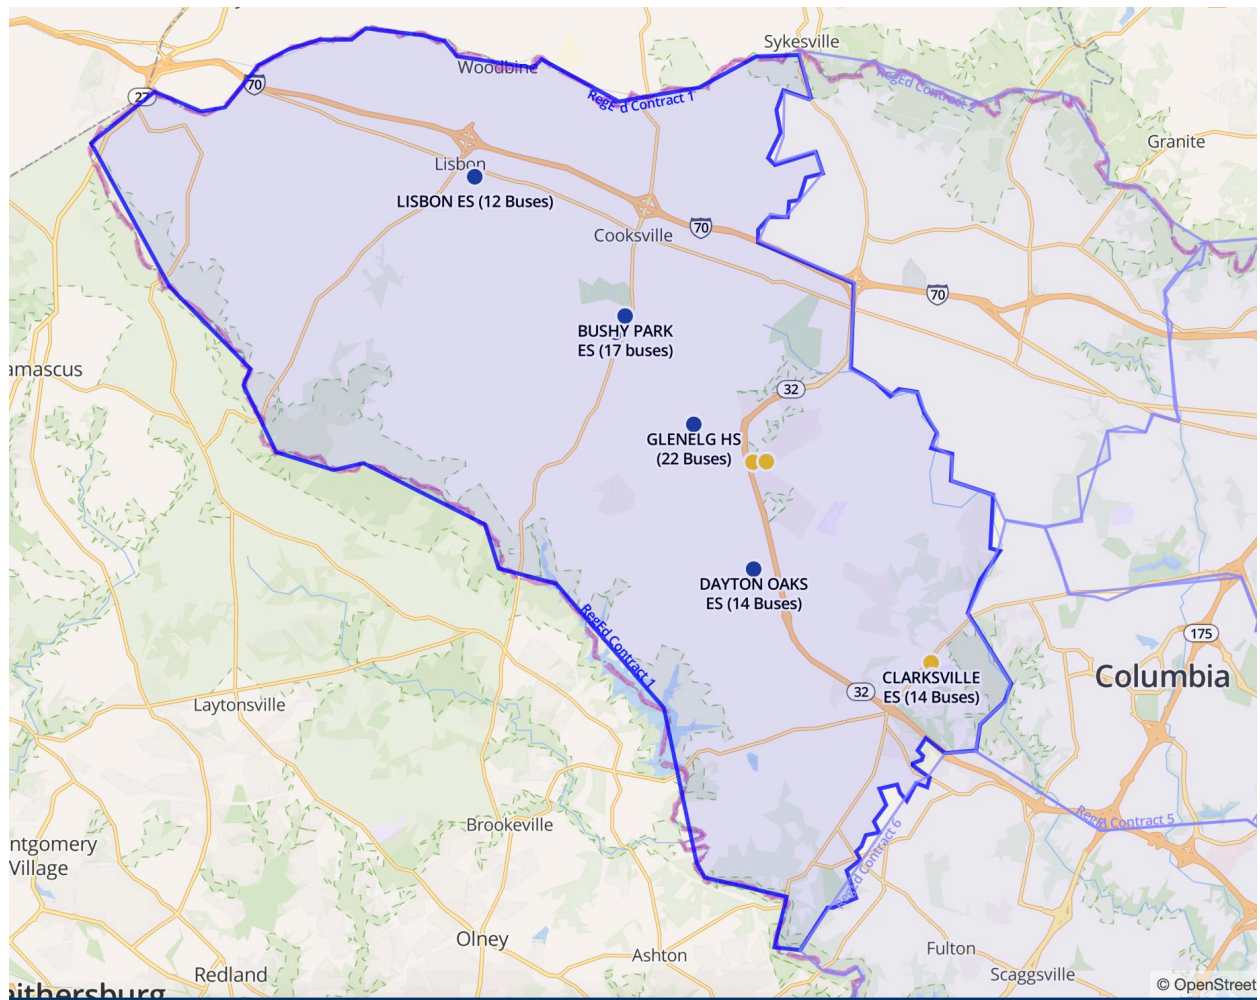 Sykesville
Woodbine
70
27
RegEd Contract 1
RegEd Contract 2
Granite
Lisbon
LISBON ES (12 Buses)
Cooksville
70
70
BUSHY PARK
ES (17 buses)
amascus
32
GLENELG HS
(22 Buses)
DAYTON OAKS
ES (14 Buses)
RegEd Contract 1
175
Columbia
CLARKSVILLE
ES (14 Buses)
32
Laytonsville
RegEd Contract 5
Brookeville
RegEd Contract 6
ntgomery
Village
Olney
Ashton
Fulton
Redland
Scaggsville
© OpenStreet
eithersburg